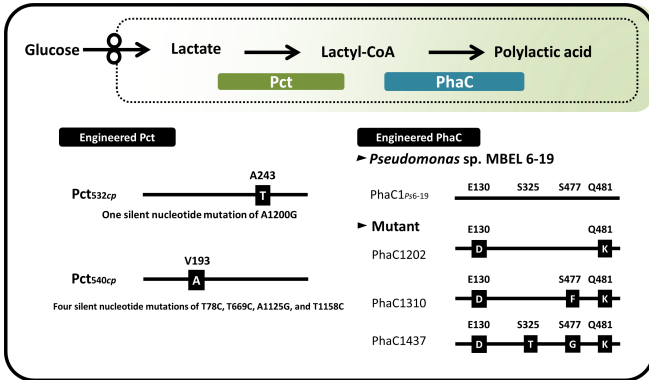 Glucose
Lactate
Lactyl-CoA
Polylactic acid
Pct
PhaC
Engineered Pct
A243
Pct532cp
T
One silent nucleotide mutation of A1200G
V193
Pct540cp
A
Four silent nucleotide mutations of T78C, T669C, A1125G, and T1158C
Engineered PhaC
► Pseudomonas sp. MBEL 6-19
E130 S325 S477 Q481
PhaC1Ps6-19
► Mutant
E130 Q481
PhaC1202
D K
E130 S477 Q481
PhaC1310
D F K
E130 S325 S477 Q481
PhaC1437
D T G K